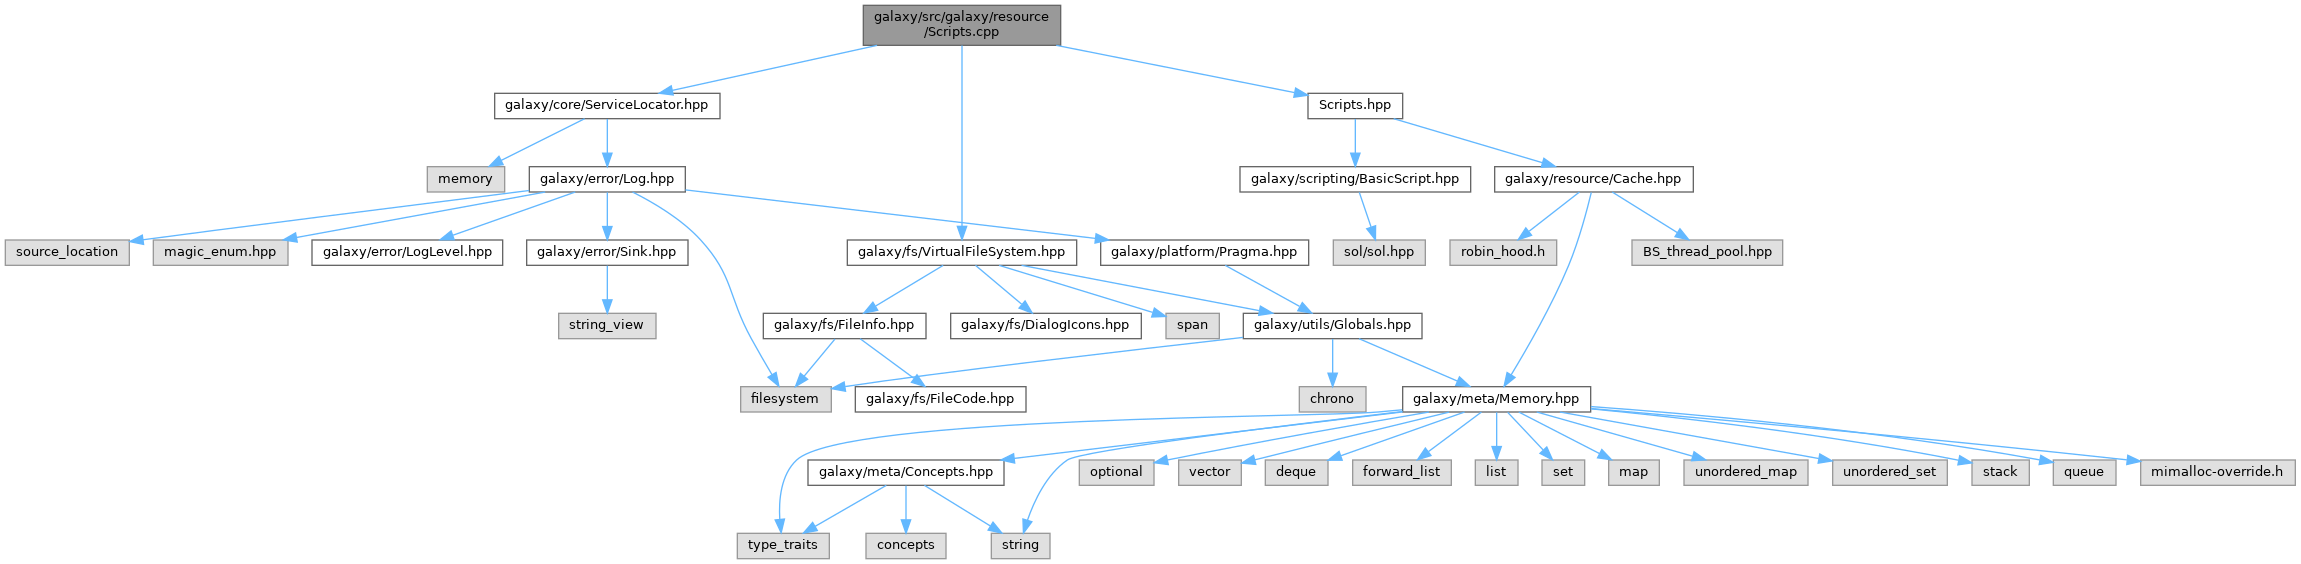 galaxy/src/galaxy/resource
/Scripts.cpp
galaxy/core/ServiceLocator.hpp
Scripts.hpp
memory
galaxy/error/Log.hpp
galaxy/scripting/BasicScript.hpp
galaxy/resource/Cache.hpp
source_location
magic_enum.hpp
galaxy/error/LogLevel.hpp
galaxy/error/Sink.hpp
galaxy/fs/VirtualFileSystem.hpp
galaxy/platform/Pragma.hpp
sol/sol.hpp
robin_hood.h
BS_thread_pool.hpp
string_view
galaxy/fs/FileInfo.hpp
galaxy/fs/DialogIcons.hpp
span
galaxy/utils/Globals.hpp
filesystem
galaxy/fs/FileCode.hpp
chrono
galaxy/meta/Memory.hpp
galaxy/meta/Concepts.hpp
optional
vector
deque
forward_list
list
set
map
unordered_map
unordered_set
stack
queue
mimalloc-override.h
type_traits
concepts
string